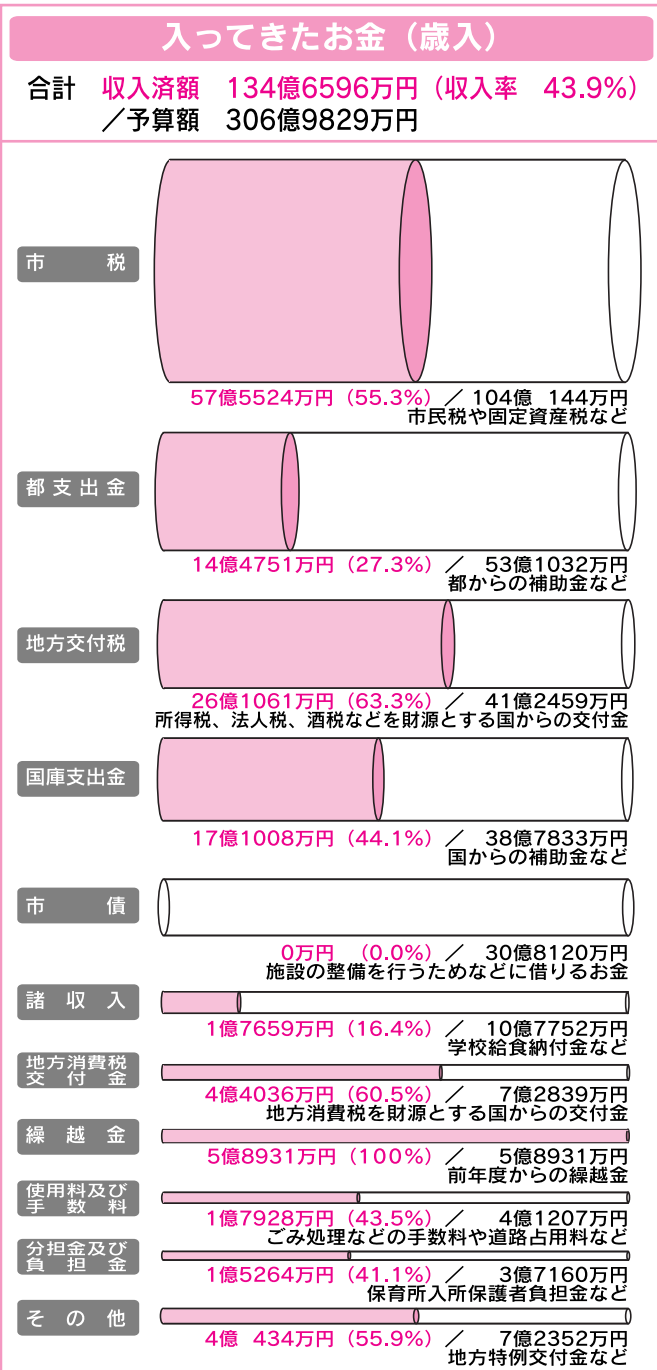 入ってきたお金（歳入）
合計　収入済額　134億6596万円（収入率　43.9%）
／予算額　306億9829万円
市税
57億5524万円（55.3%）／ 104億 144万円
市民税や固定資産税など
都支出金
14億4751万円（27.3%）／ 53億1032万円
都からの補助金など
地方交付税
26億1061万円（63.3%）／ 41億2459万円
所得税、法人税、酒税などを財源とする国からの交付金
国庫支出金
17億1008万円（44.1%）／ 38億7833万円
国からの補助金など
市債
0万円　（0.0%）／ 30億8120万円
施設の整備を行うためなどに借りるお金
諸収入
1億7659万円（16.4%）／ 10億7752万円
学校給食納付金など
地方消費税
交付金
4億4036万円（60.5%）／ 7億2839万円
地方消費税を財源とする国からの交付金
繰越金
5億8931万円（100%）／ 5億8931万円
前年度からの繰越金
使用料及び
手数料
1億7928万円（43.5%）／ 4億1207万円
ごみ処理などの手数料や道路占用料など
分担金及び
負担金
1億5264万円（41.1%）／ 3億7160万円
保育所入所保護者負担金など
その他
4億 434万円（55.9%）／ 7億2352万円
地方特例交付金など